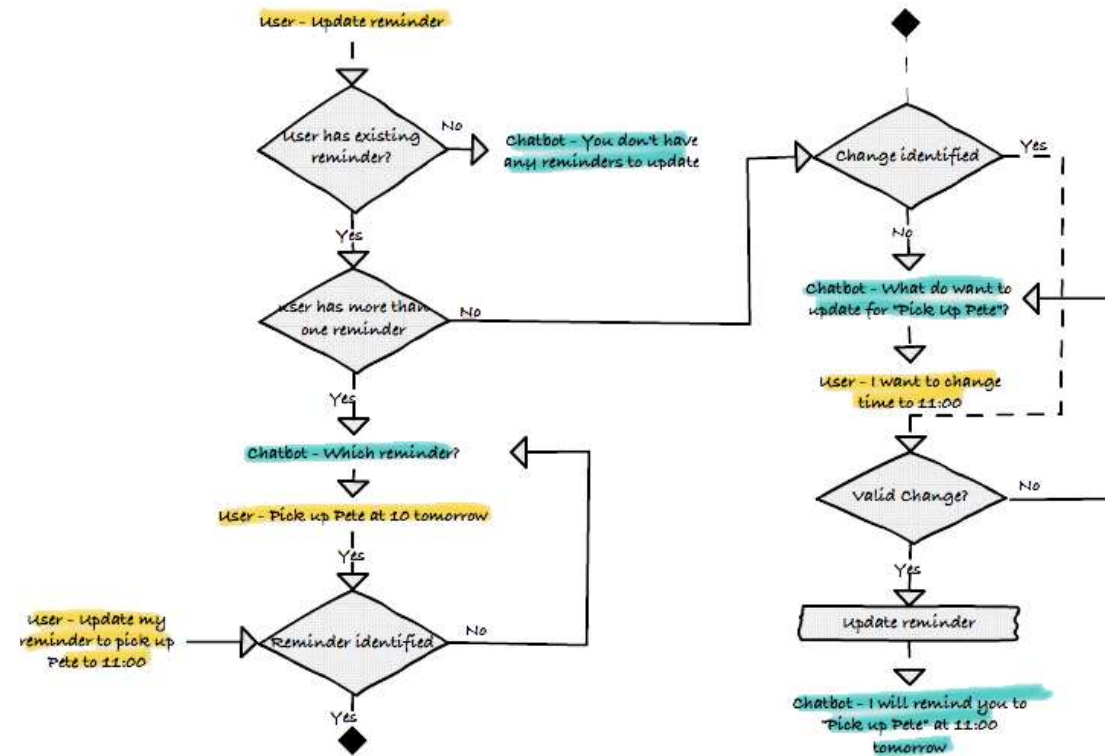 User - Update reminder
User has existing
reminder?
No
Chatbot - You don't have
any reminders to update
Yes
user has more than
one reminder
No
Yes
Chatbot - Which reminder?
User - Pick up Pete at 10 tomorrow
Yes
User - Update my
reminder to pick up
Pete to 11:00
Reminder identified
No
Yes
Change identified
Yes
No
Chatbot - What do want to
update for "Pick Up Pete"?
User - I want to change
time to 11:00
Valid Change?
No
Yes
Update reminder
Chatbot - I will remind you to
"Pick up Pete" at 11:00
tomorrow